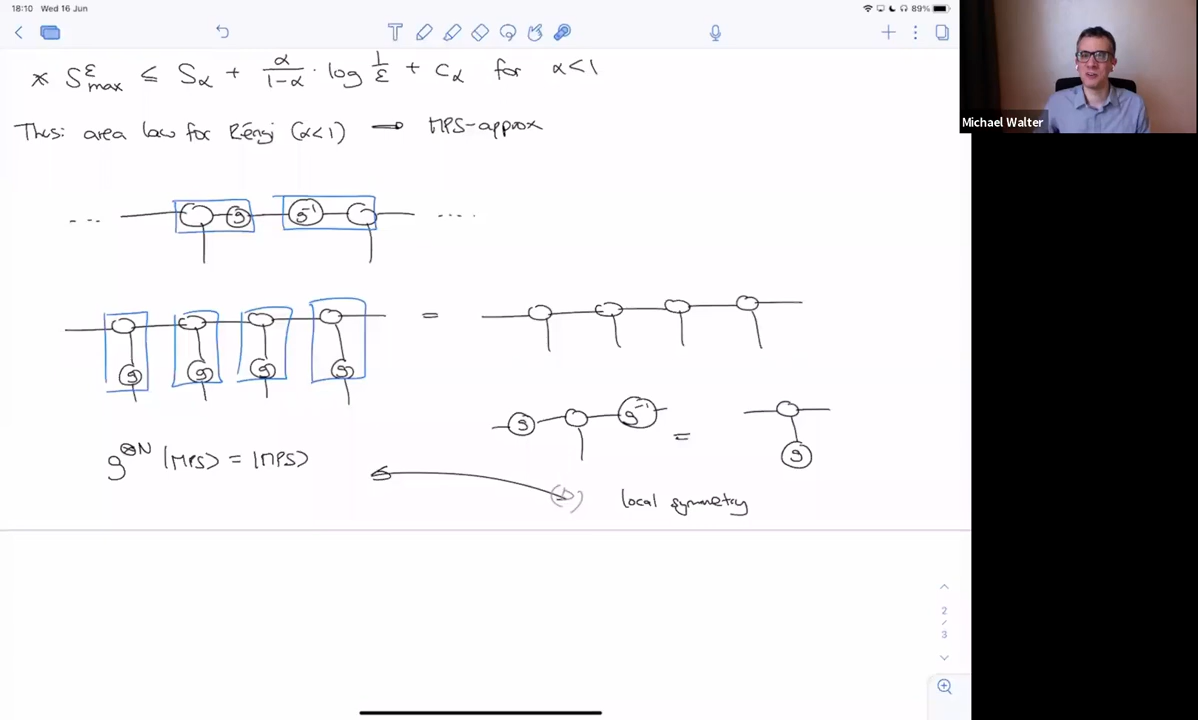 18:10 Wed 16 Jun
89%
* S^ε_max ≤ S_α + α/(1-α) · log 1/ε + C_α for α<1
Thesi: area law for Rényi (α<1) → MPS-approx
... g g⁻¹ ....
=
g g g g
g g⁻¹ = g
g^⊗N |MPS⟩ = |MPS⟩
local symmetry
2
/
3
Michael Walter